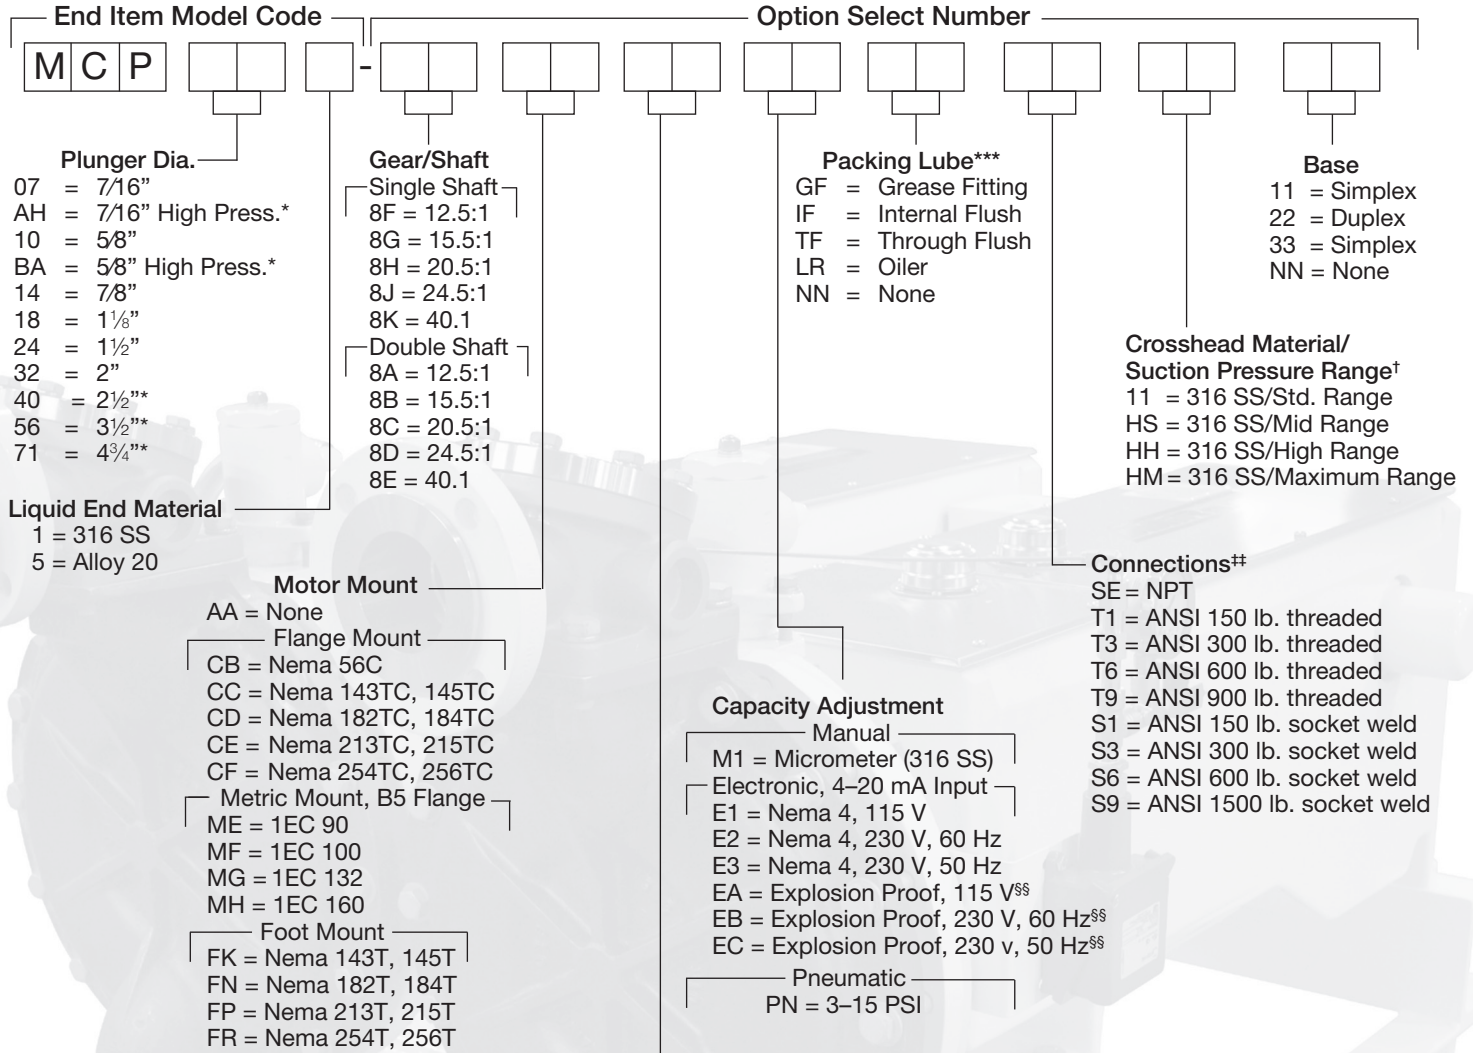 End Item Model Code
Option Select Number
M C P
-
Plunger Dia.
07 = 7/16”
AH = 7/16” High Press.*
10 = 5/8”
BA = 5/8” High Press.*
14 = 7/8”
18 = 1⅛”
24 = 1½”
32 = 2”
40 = 2½”*
56 = 3½”*
71 = 4¾”*
Liquid End Material
1 = 316 SS
5 = Alloy 20
Gear/Shaft
Single Shaft
8F = 12.5:1
8G = 15.5:1
8H = 20.5:1
8J = 24.5:1
8K = 40.1
Double Shaft
8A = 12.5:1
8B = 15.5:1
8C = 20.5:1
8D = 24.5:1
8E = 40.1
Motor Mount
AA = None
Flange Mount
CB = Nema 56C
CC = Nema 143TC, 145TC
CD = Nema 182TC, 184TC
CE = Nema 213TC, 215TC
CF = Nema 254TC, 256TC
Metric Mount, B5 Flange
ME = 1EC 90
MF = 1EC 100
MG = 1EC 132
MH = 1EC 160
Foot Mount
FK = Nema 143T, 145T
FN = Nema 182T, 184T
FP = Nema 213T, 215T
FR = Nema 254T, 256T
Capacity Adjustment
Manual
M1 = Micrometer (316 SS)
Electronic, 4–20 mA Input
E1 = Nema 4, 115 V
E2 = Nema 4, 230 V, 60 Hz
E3 = Nema 4, 230 V, 50 Hz
EA = Explosion Proof, 115 V§§
EB = Explosion Proof, 230 V, 60 Hz§§
EC = Explosion Proof, 230 v, 50 Hz§§
Pneumatic
PN = 3–15 PSI
Packing Lube***
GF = Grease Fitting
IF = Internal Flush
TF = Through Flush
LR = Oiler
NN = None
Connections‡‡
SE = NPT
T1 = ANSI 150 lb. threaded
T3 = ANSI 300 lb. threaded
T6 = ANSI 600 lb. threaded
T9 = ANSI 900 lb. threaded
S1 = ANSI 150 lb. socket weld
S3 = ANSI 300 lb. socket weld
S6 = ANSI 600 lb. socket weld
S9 = ANSI 1500 lb. socket weld
Crosshead Material/
Suction Pressure Range†
11 = 316 SS/Std. Range
HS = 316 SS/Mid Range
HH = 316 SS/High Range
HM = 316 SS/Maximum Range
Base
11 = Simplex
22 = Duplex
33 = Simplex
NN = None